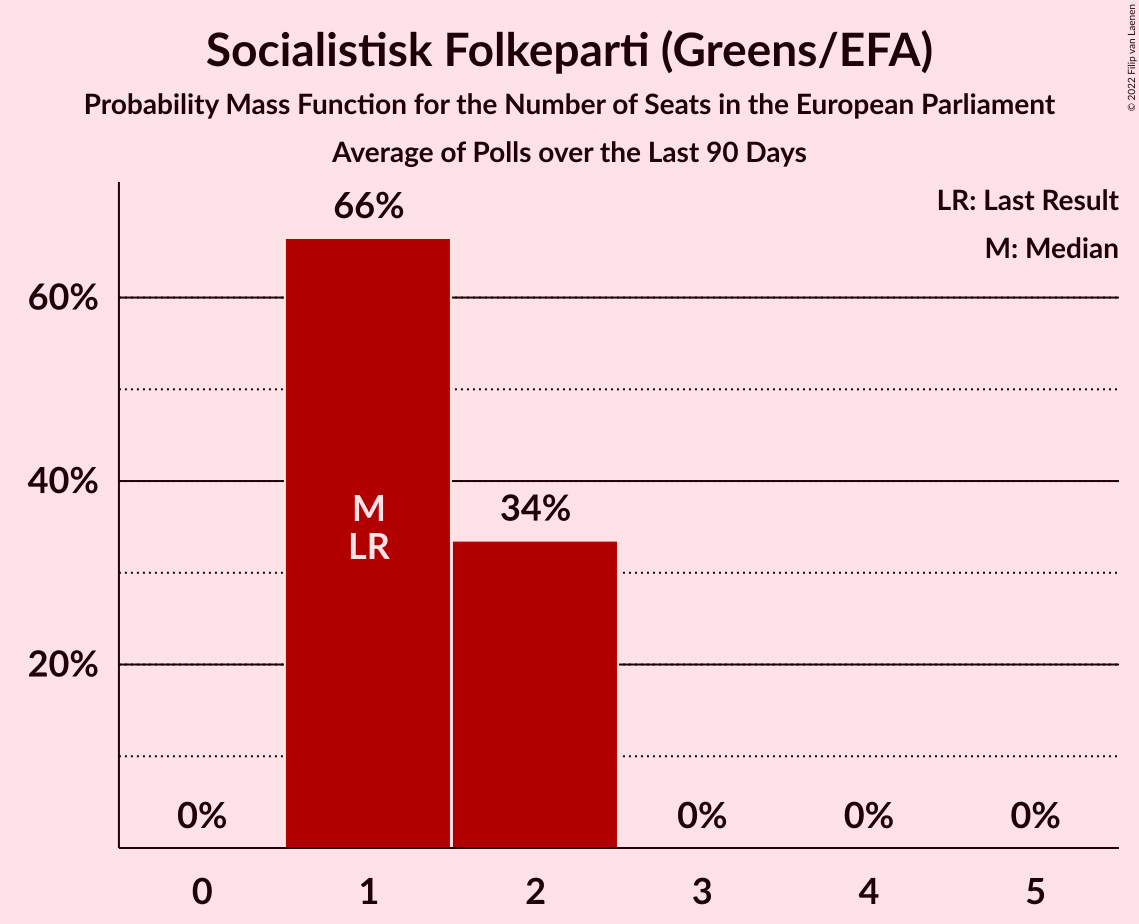 Socialistisk Folkeparti (Greens/EFA)
Probability Mass Function for the Number of Seats in the European Parliament
Average of Polls over the Last 90 Days
© 2022 Filip van Laenen
LR: Last Result
M: Median
66%
60%
40%
M
LR
34%
20%
0%
0%
0%
0%
0
1
2
3
4
5